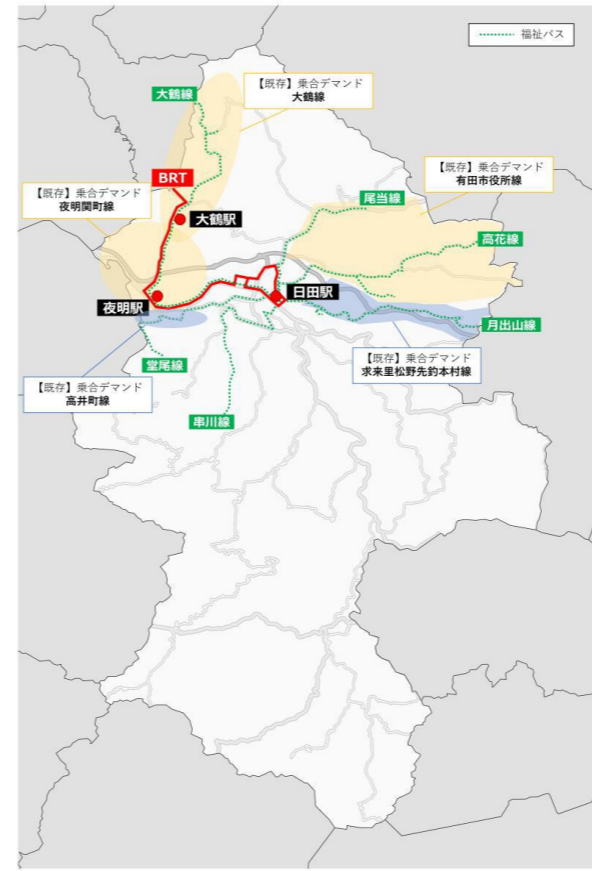 福祉バス
【既存】乗合デマンド
大鶴線
大鶴線
BRT
【既存】乗合デマンド
夜明関町線
【既存】乗合デマンド
有田市役所線
尾当線
大鶴駅
高花線
夜明駅
日田駅
月出山線
堂尾線
【既存】乗合デマンド
求来里松野先釣本村線
【既存】乗合デマンド
高井町線
串川線